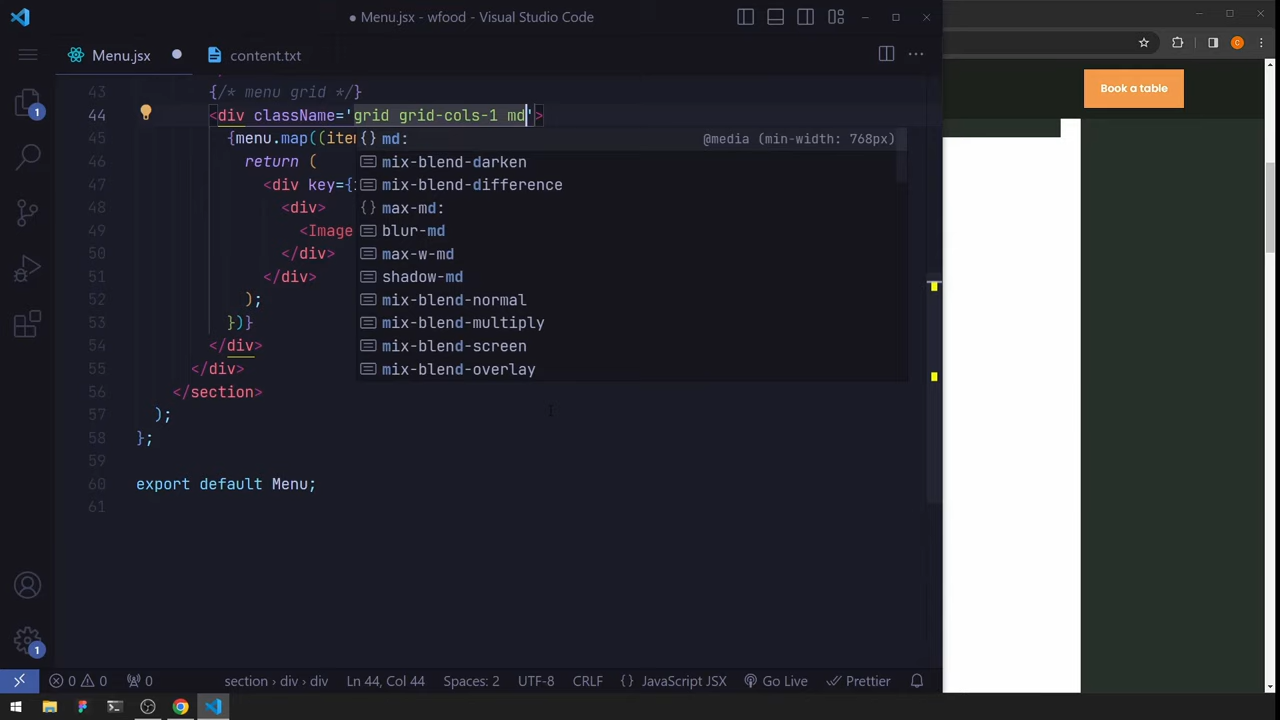 ● Menu.jsx - wfood - Visual Studio Code
Menu.jsx
content.txt
Book a table
43 {/* menu grid */}
44 <div className='grid grid-cols-1 md'>
45 {menu.map((ite
46 return (
47 <div key={
48 <div>
49 <Image
50 </div>
51 </div>
52 );
53 })}
54 </div>
55 </div>
56 </section>
57 );
58 };
59
60 export default Menu;
61
{} md: @media (min-width: 768px)
mix-blend-darken
mix-blend-difference
{} max-md:
blur-md
max-w-md
shadow-md
mix-blend-normal
mix-blend-multiply
mix-blend-screen
mix-blend-overlay
1
1
0 0 0 section › div › div Ln 44, Col 44 Spaces: 2 UTF-8 CRLF {} JavaScript JSX Go Live Prettier